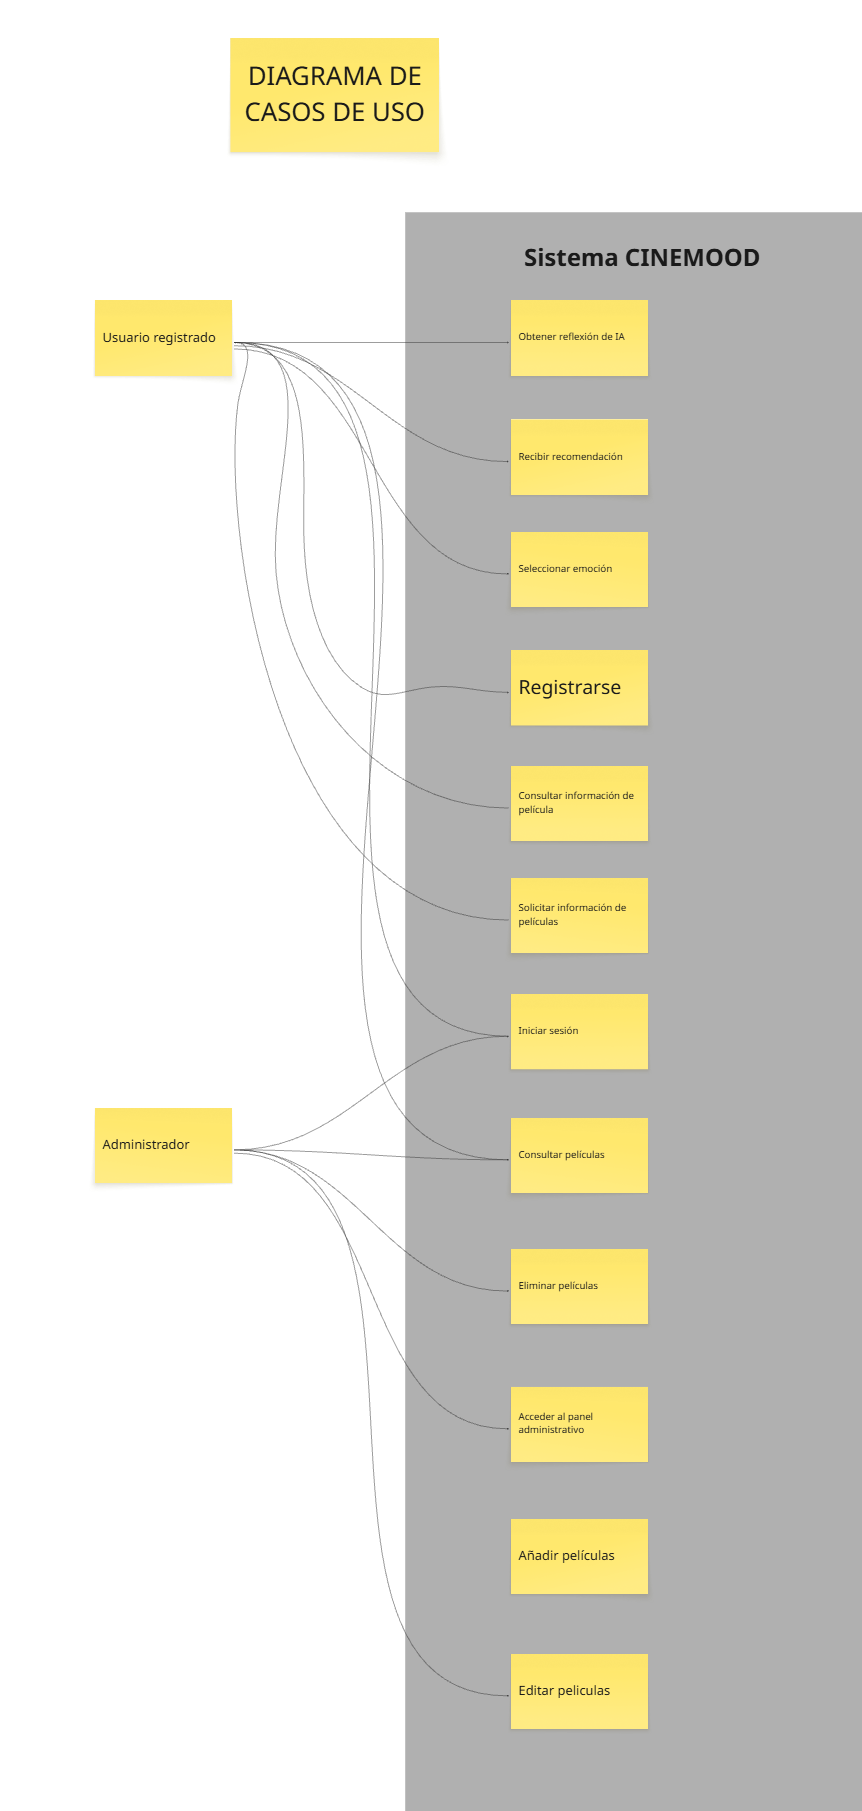 DIAGRAMA DE
CASOS DE USO
Sistema CINEMOOD
Usuario registrado
Obtener reflexión de IA
Recibir recomendación
Seleccionar emoción
Registrarse
Consultar información de
película
Solicitar información de
películas
Iniciar sesión
Administrador
Consultar películas
Eliminar películas
Acceder al panel
administrativo
Añadir películas
Editar peliculas